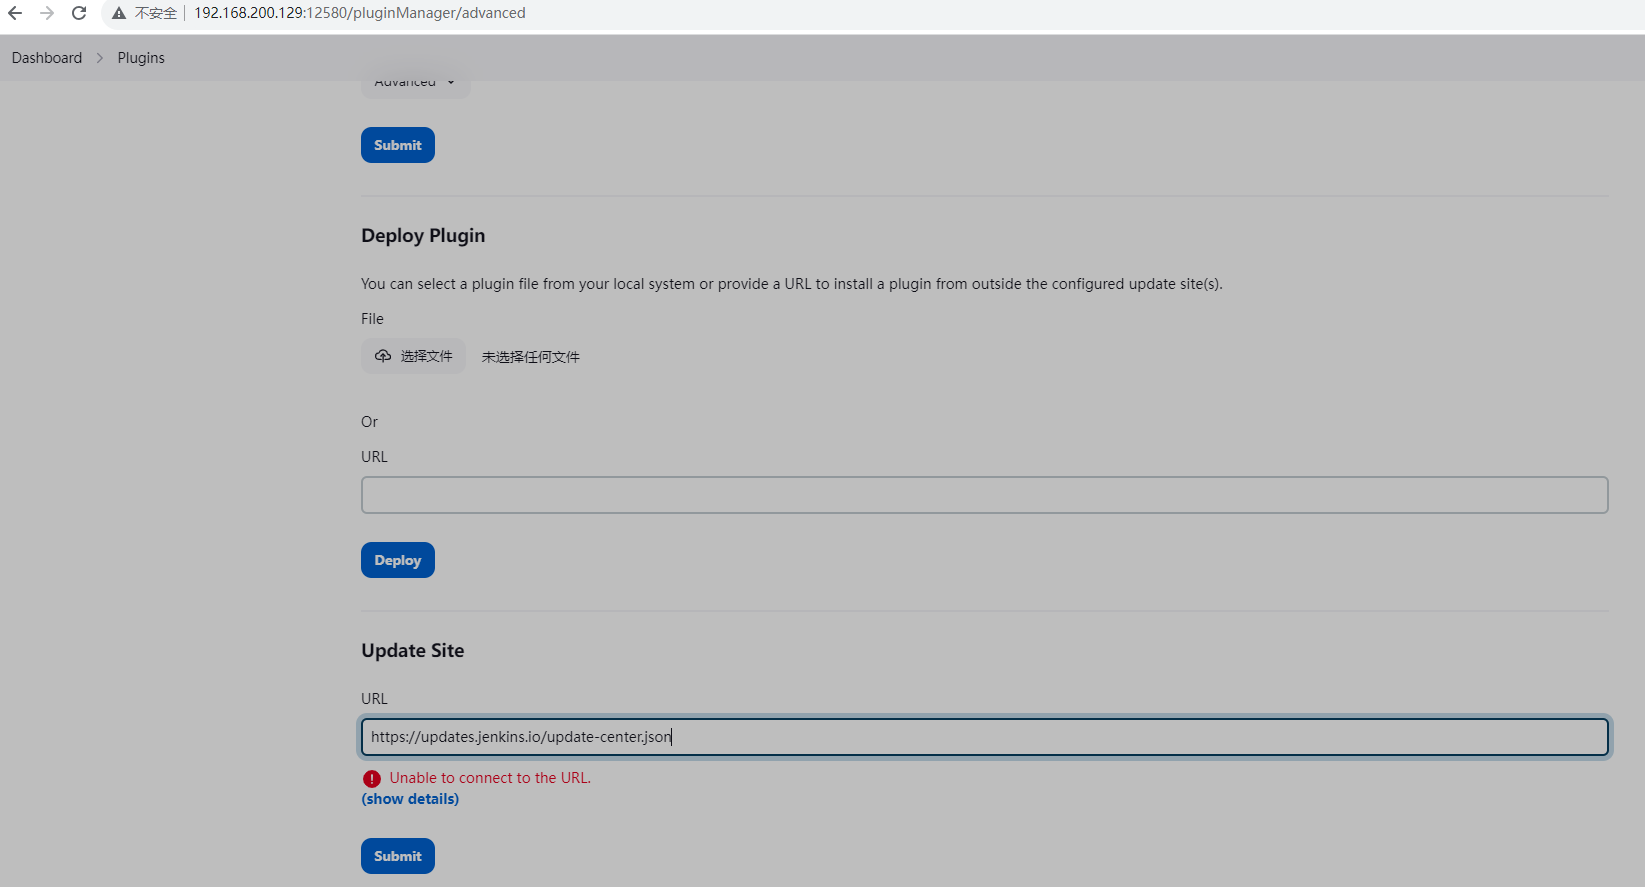 不安全 192.168.200.129:12580/pluginManager/advanced
Dashboard > Plugins
Advanced
Submit
Deploy Plugin
You can select a plugin file from your local system or provide a URL to install a plugin from outside the configured update site(s).
File
选择文件 未选择任何文件
Or
URL
Deploy
Update Site
URL
https://updates.jenkins.io/update-center.json
Unable to connect to the URL.
(show details)
Submit